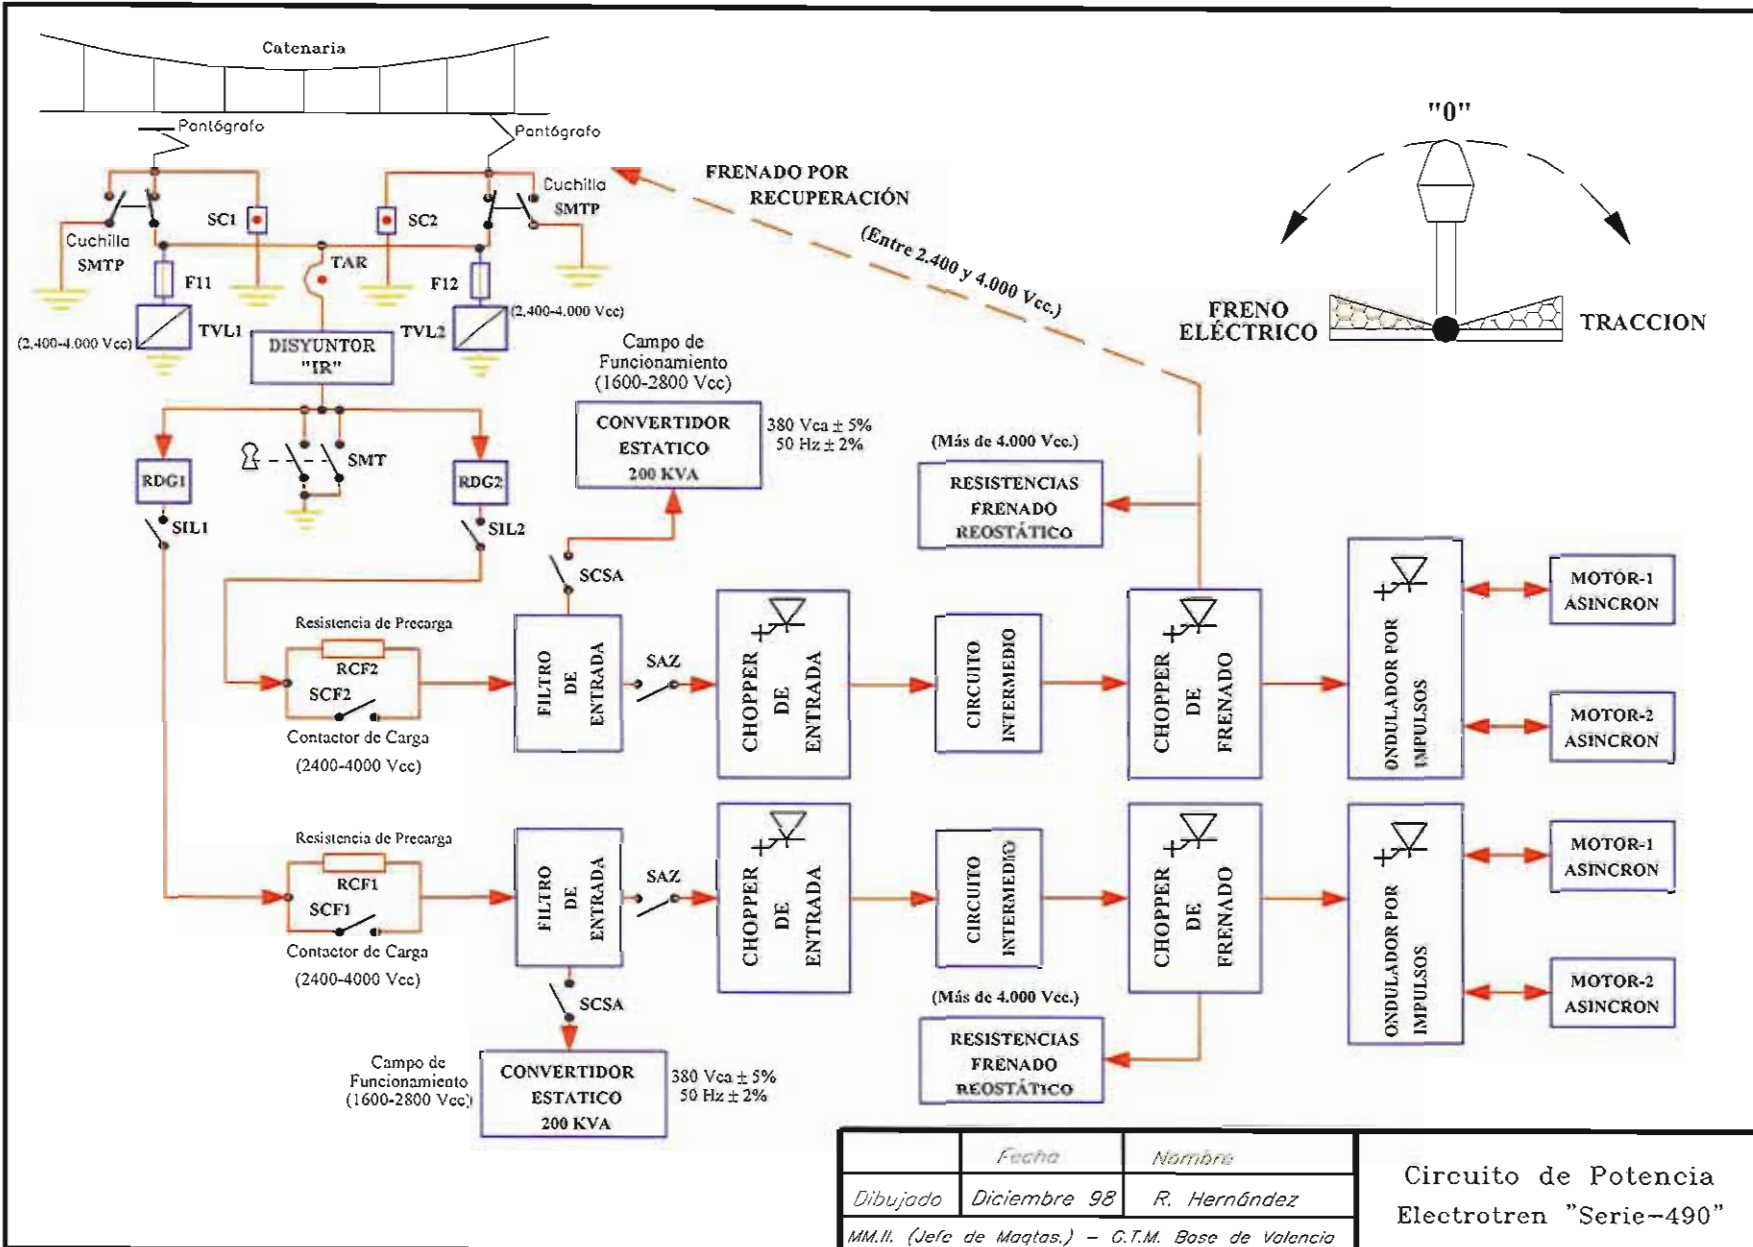 Catenaria
Pantógrafo
Pantógrafo
"0"
FRENADO POR
RECUPERACIÓN
Cuchilla
SMTP
SC1
SC2
Cuchilla
SMTP
TAR
(Entre 2.400 y 4.000 Vcc.)
F11
F12
TVL1
TVL2
(2.400-4.000 Vcc)
(2.400-4.000 Vcc)
DISYUNTOR
"IR"
FRENO
ELÉCTRICO
TRACCION
Campo de
Funcionamiento
(1600-2800 Vcc)
CONVERTIDOR
ESTATICO
200 KVA
380 Vca ± 5%
50 Hz ± 2%
(Más de 4.000 Vcc.)
RESISTENCIAS
FRENADO
REOSTÁTICO
SMT
RDG1
RDG2
SIL1
SIL2
SCSA
Resistencia de Precarga
RCF2
SCF2
Contactor de Carga
(2400-4000 Vcc)
FILTRO
DE
ENTRADA
SAZ
CHOPPER
DE
ENTRADA
CIRCUITO
INTERMEDIO
CHOPPER
DE
FRENADO
ONDULADOR POR
IMPULSOS
MOTOR-1
ASINCRON
MOTOR-2
ASINCRON
Resistencia de Precarga
RCF1
SCF1
Contactor de Carga
(2400-4000 Vcc)
FILTRO
DE
ENTRADA
SAZ
CHOPPER
DE
ENTRADA
CIRCUITO
INTERMEDIO
CHOPPER
DE
FRENADO
ONDULADOR POR
IMPULSOS
MOTOR-1
ASINCRON
MOTOR-2
ASINCRON
SCSA
(Más de 4.000 Vcc.)
RESISTENCIAS
FRENADO
REOSTÁTICO
Campo de
Funcionamiento
(1600-2800 Vcc)
CONVERTIDOR
ESTATICO
200 KVA
380 Vca ± 5%
50 Hz ± 2%
Fecha Nombre
Dibujado Diciembre 98 R. Hernández
MM.II. (Jefe de Maqtas.) - G.T.M. Base de Valencia
Circuito de Potencia
Electrotren "Serie-490"